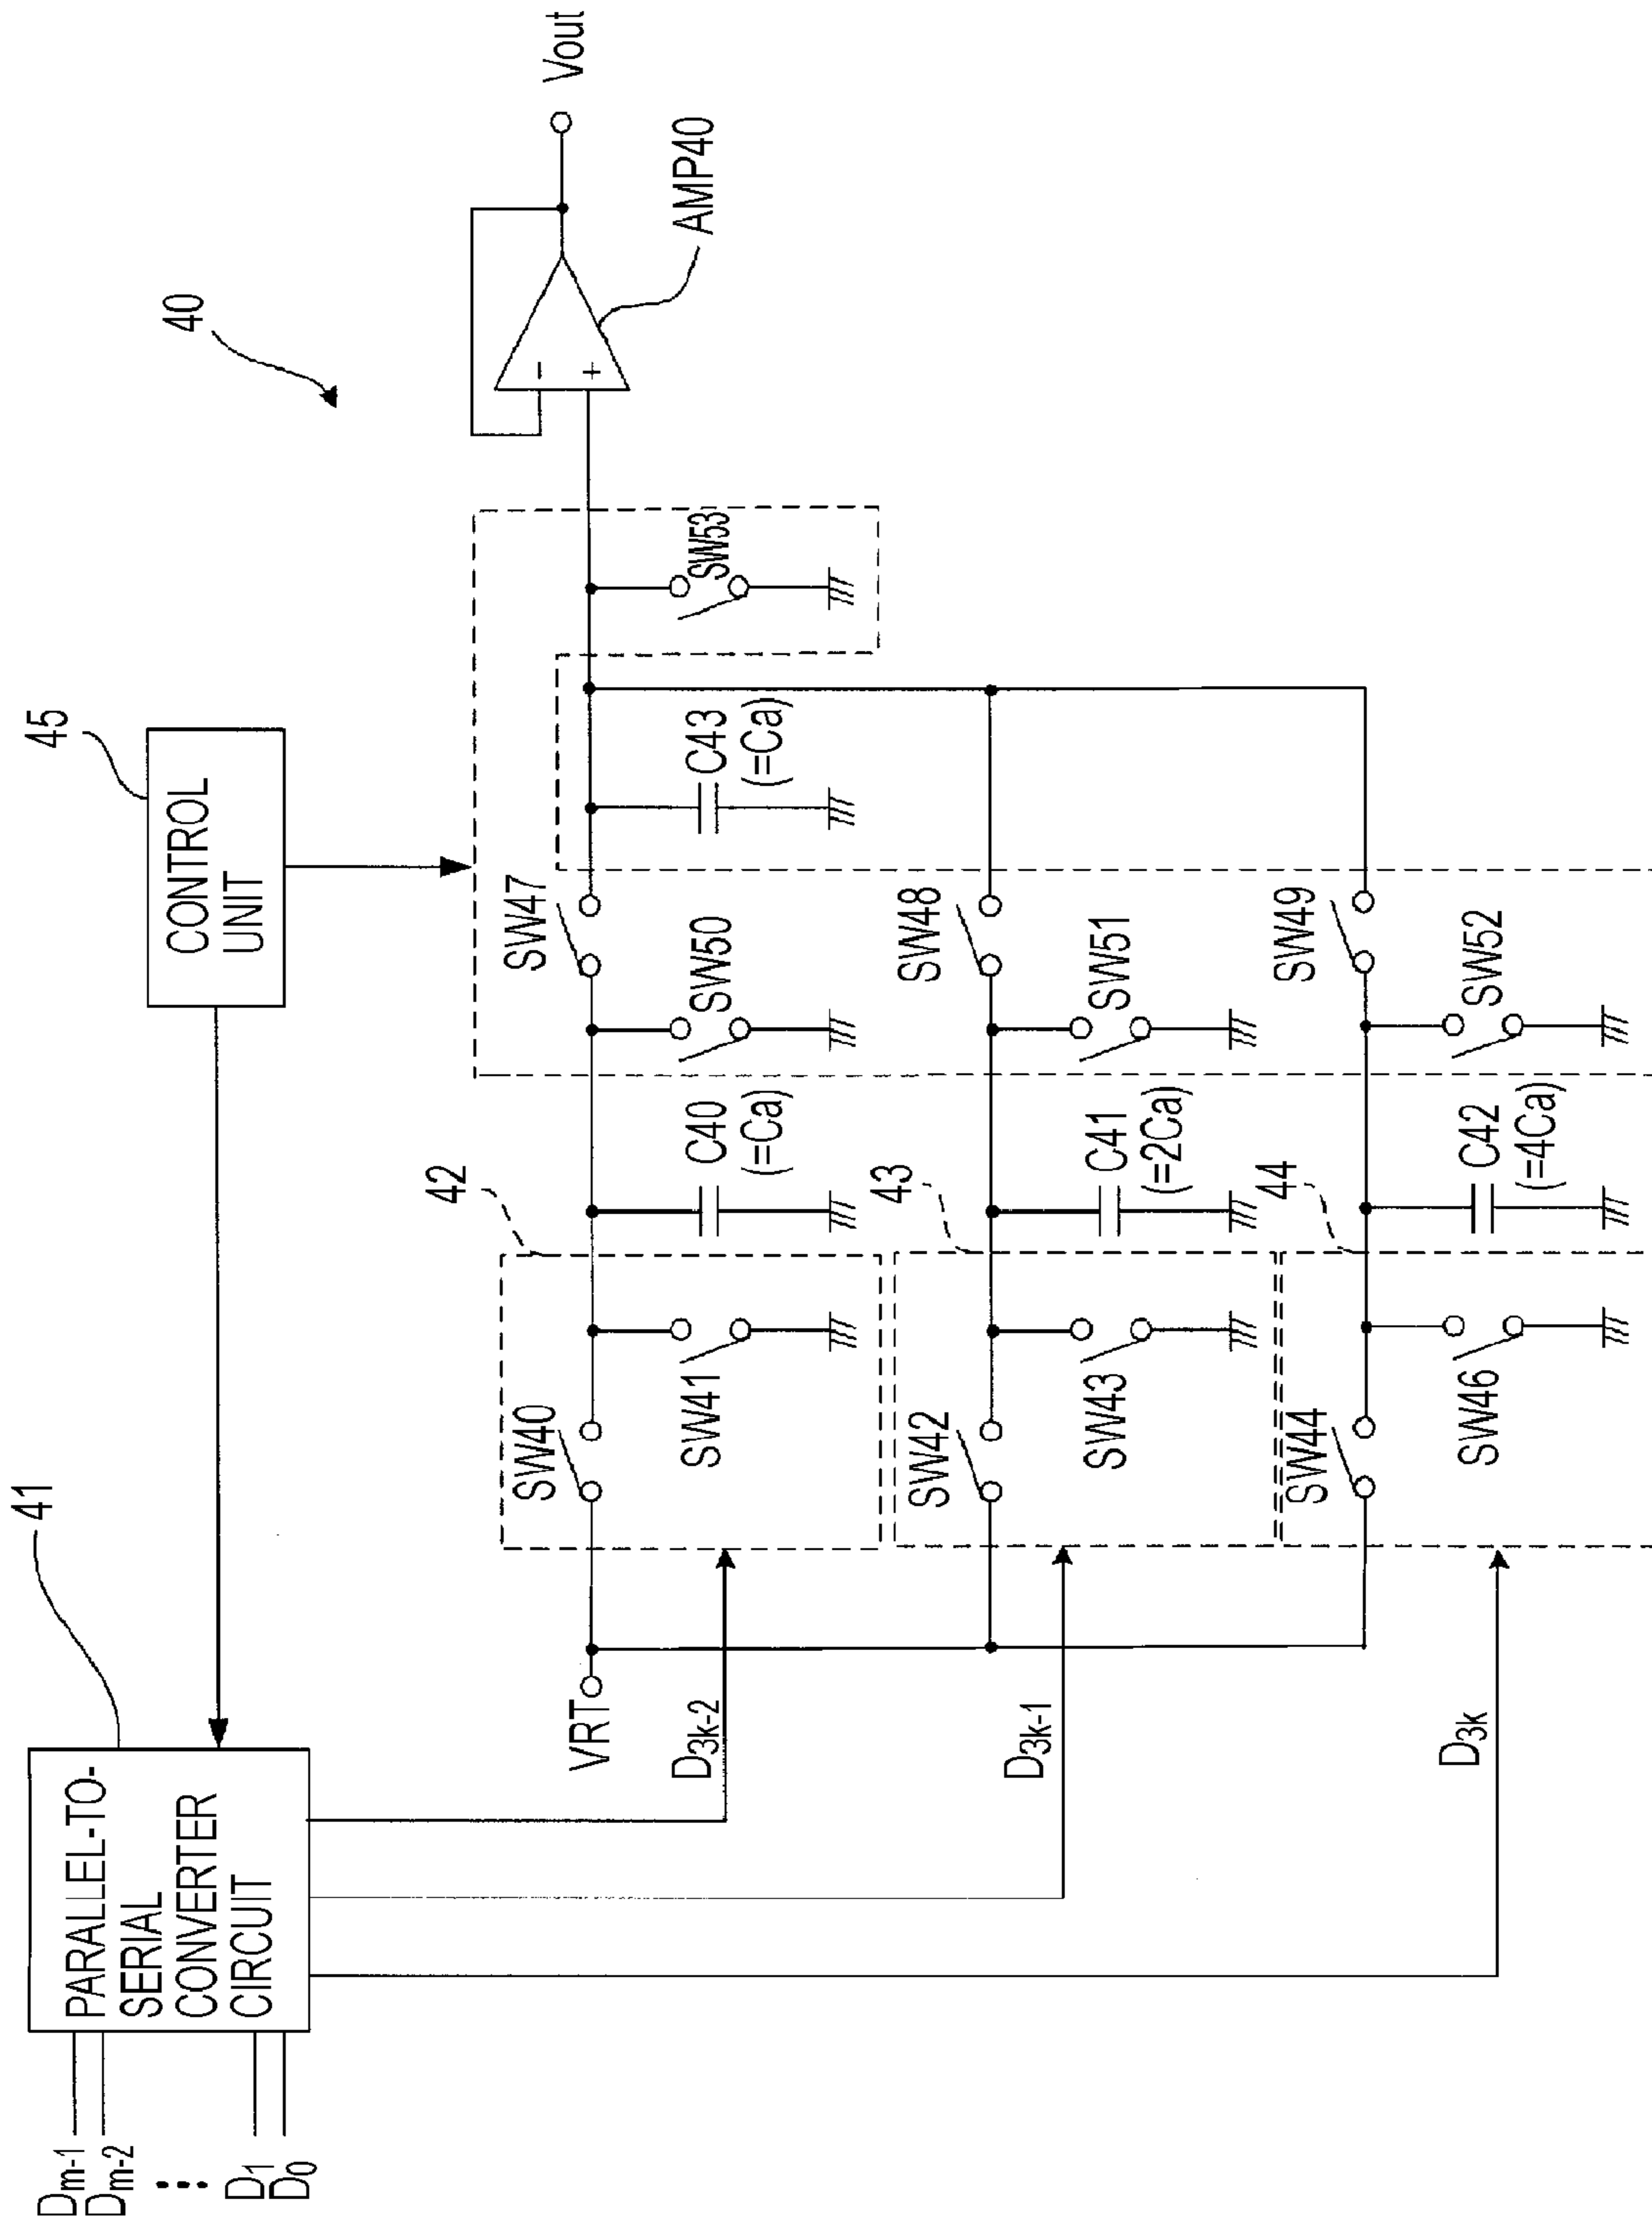 40
41
PARALLEL-TO-
SERIAL
CONVERTER
CIRCUIT
Dm-1
Dm-2
D1
D0
45
CONTROL
UNIT
VRT
D3k-2
D3k-1
D3k
42
SW40
SW41
C40
(=Ca)
SW50
SW47
C43
(=Ca)
SW53
-
+
AMP40
Vout
43
SW42
SW43
C41
(=2Ca)
SW51
SW48
44
SW44
SW46
C42
(=4Ca)
SW52
SW49